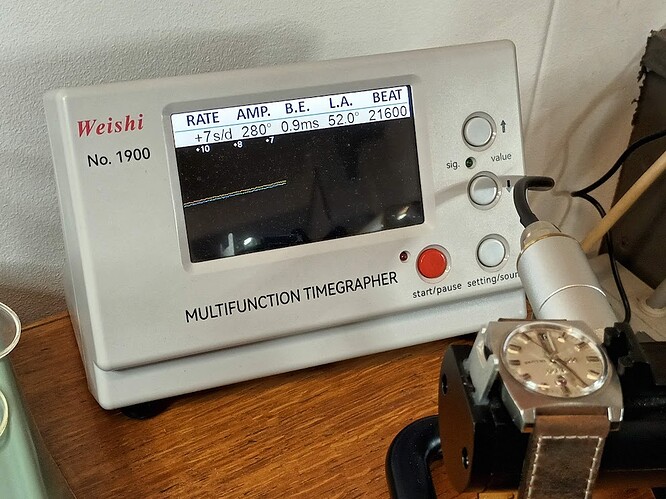 Weishi
No. 1900
RATE AMP. B.E. L.A. BEAT
+7s/d 280° 0.9ms 52.0° 21600
+10 +8 +7
sig. value
start/pause setting/sour
MULTIFUNCTION TIMEGRAPHER